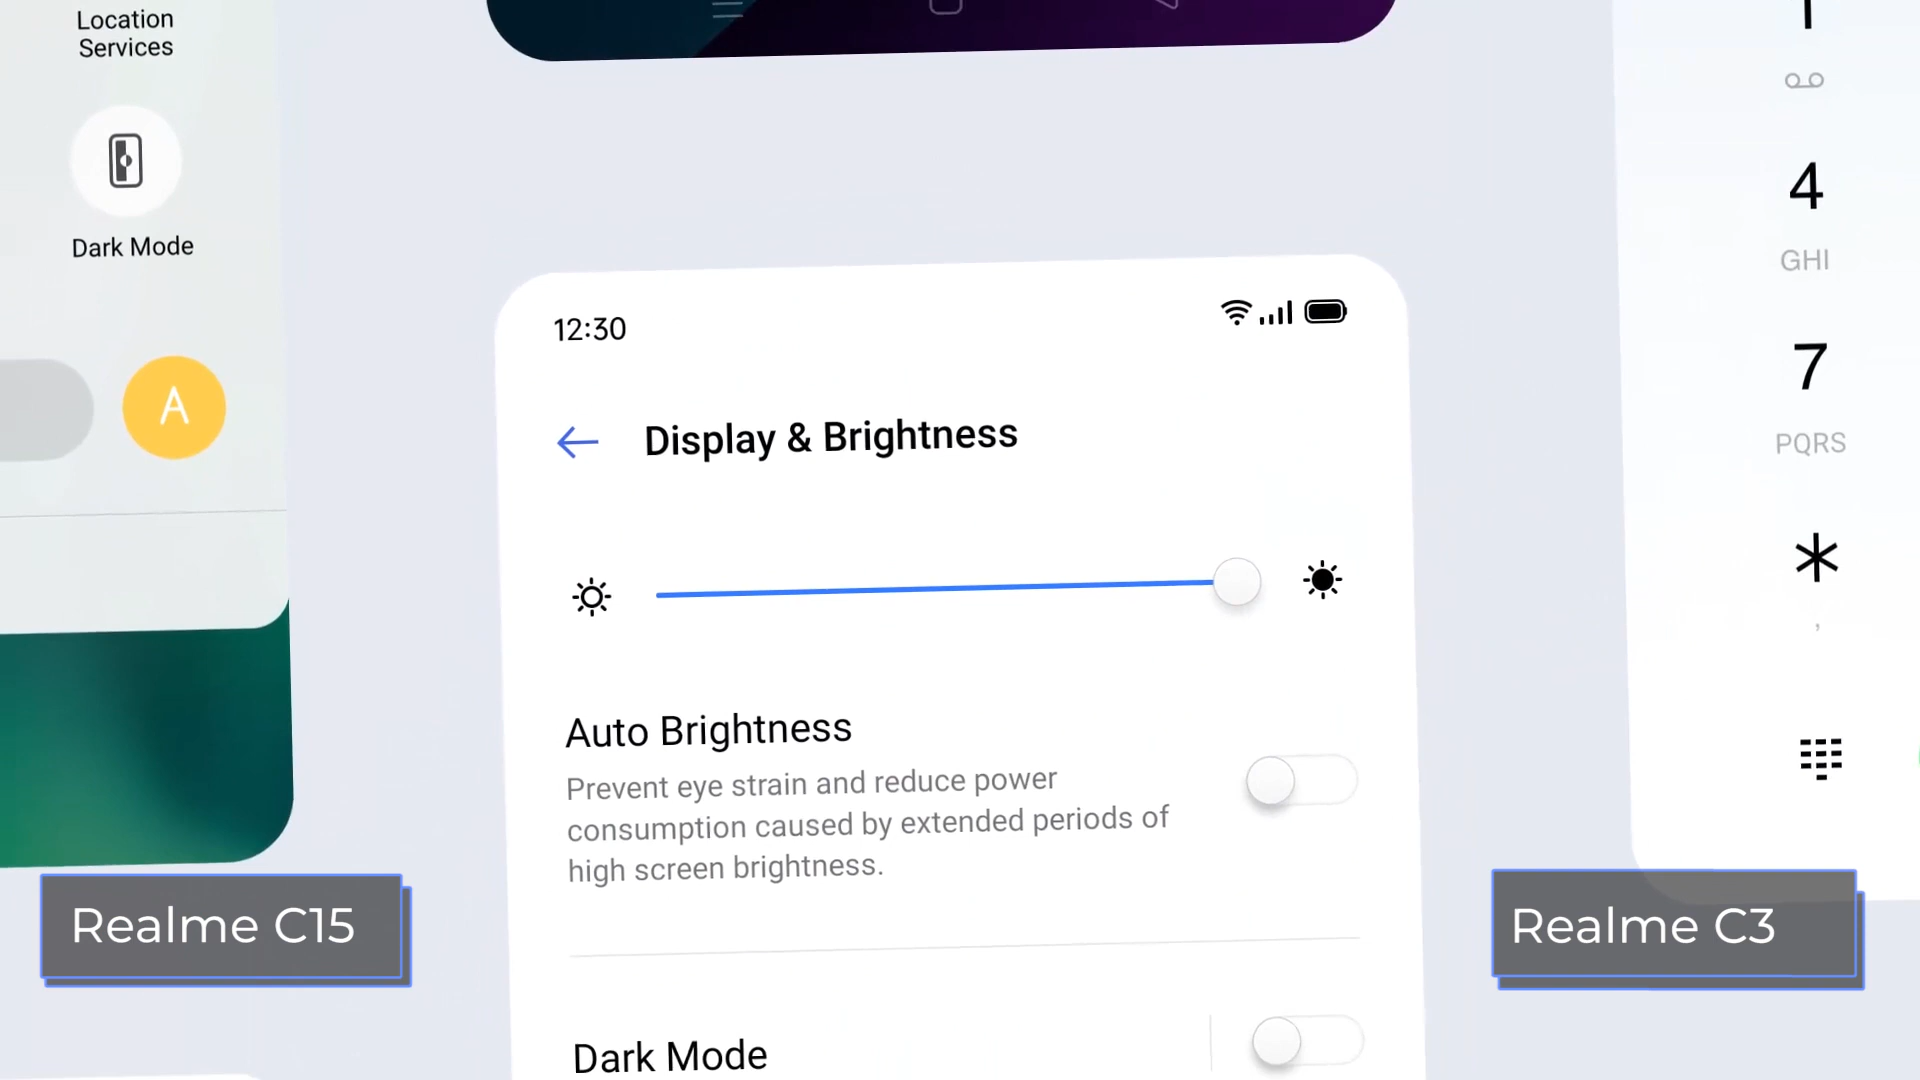 Location
Services
Dark Mode
A
12:30
Display & Brightness
Auto Brightness
Prevent eye strain and reduce power
consumption caused by extended periods of
high screen brightness.
Dark Mode
4
GHI
7
PQRS
*
,
Realme C15
Realme C3